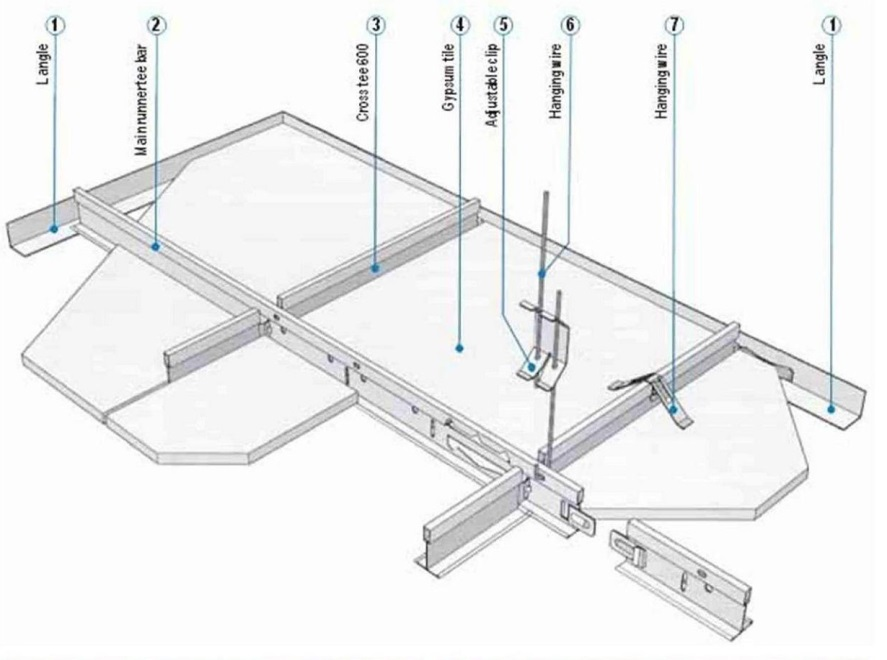 1
2
3
4
5
6
7
1
L angle
Main runner tee bar
Cross tee 600
Gypsum tile
Adjustable clip
Hanging wire
Hanging wire
L angle